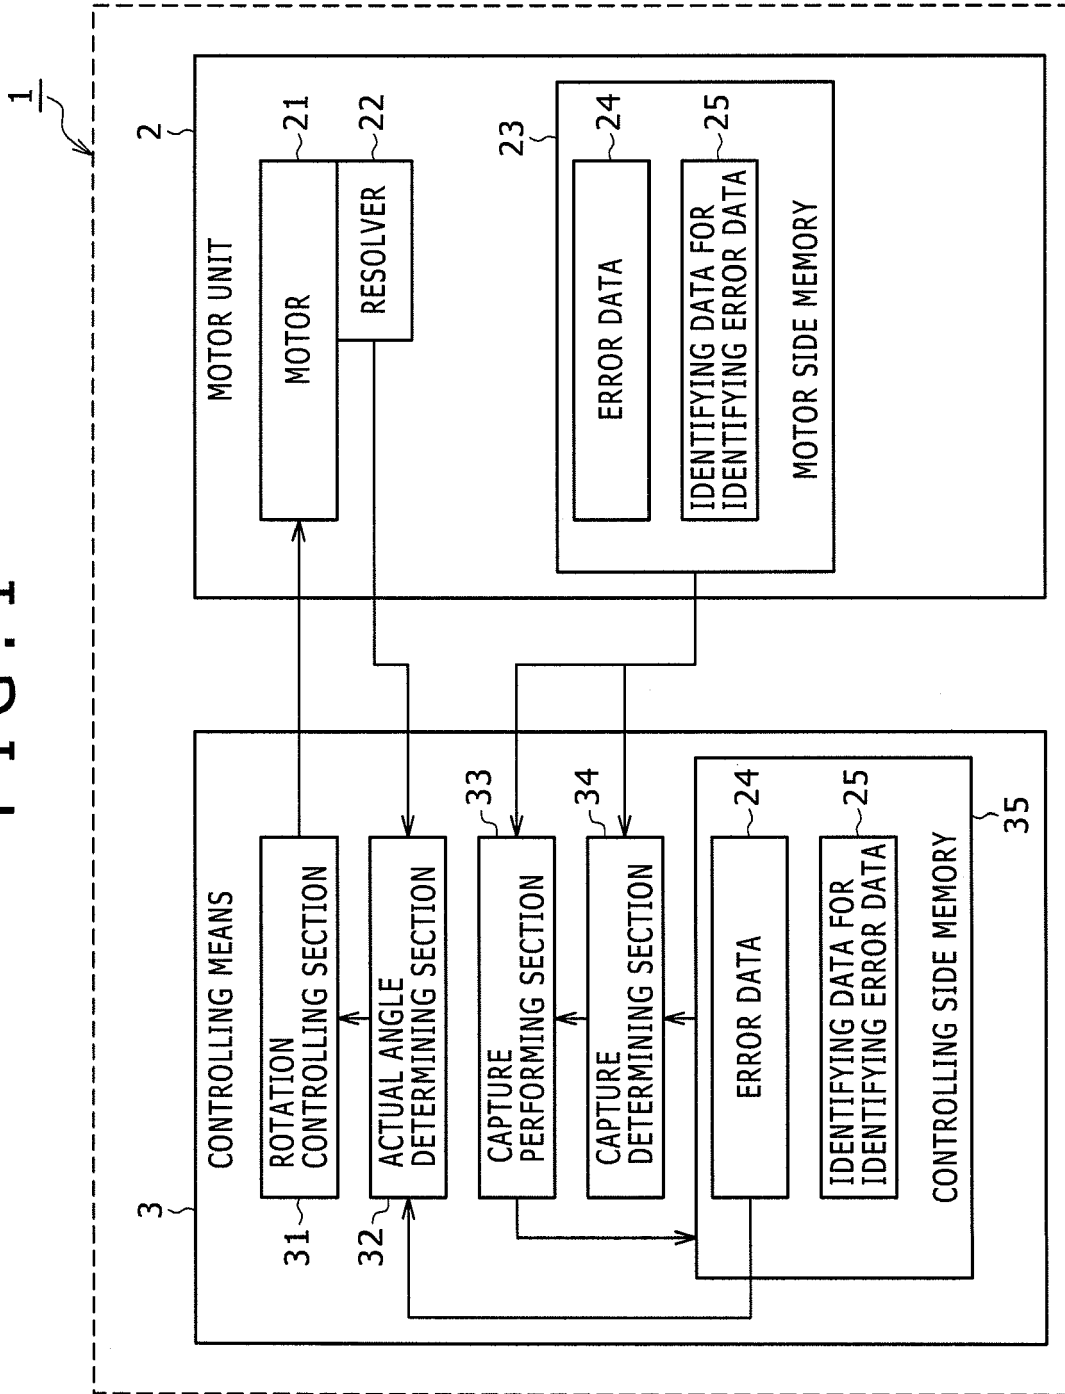 FIG. 1
1
3
CONTROLLING MEANS
31
ROTATION
CONTROLLING SECTION
32
ACTUAL ANGLE
DETERMINING SECTION
CAPTURE
PERFORMING SECTION
33
CAPTURE
DETERMINING SECTION
34
ERROR DATA
24
IDENTIFYING DATA FOR
IDENTIFYING ERROR DATA
25
CONTROLLING SIDE MEMORY
35
2
MOTOR UNIT
MOTOR
21
RESOLVER
22
23
ERROR DATA
24
IDENTIFYING DATA FOR
IDENTIFYING ERROR DATA
25
MOTOR SIDE MEMORY